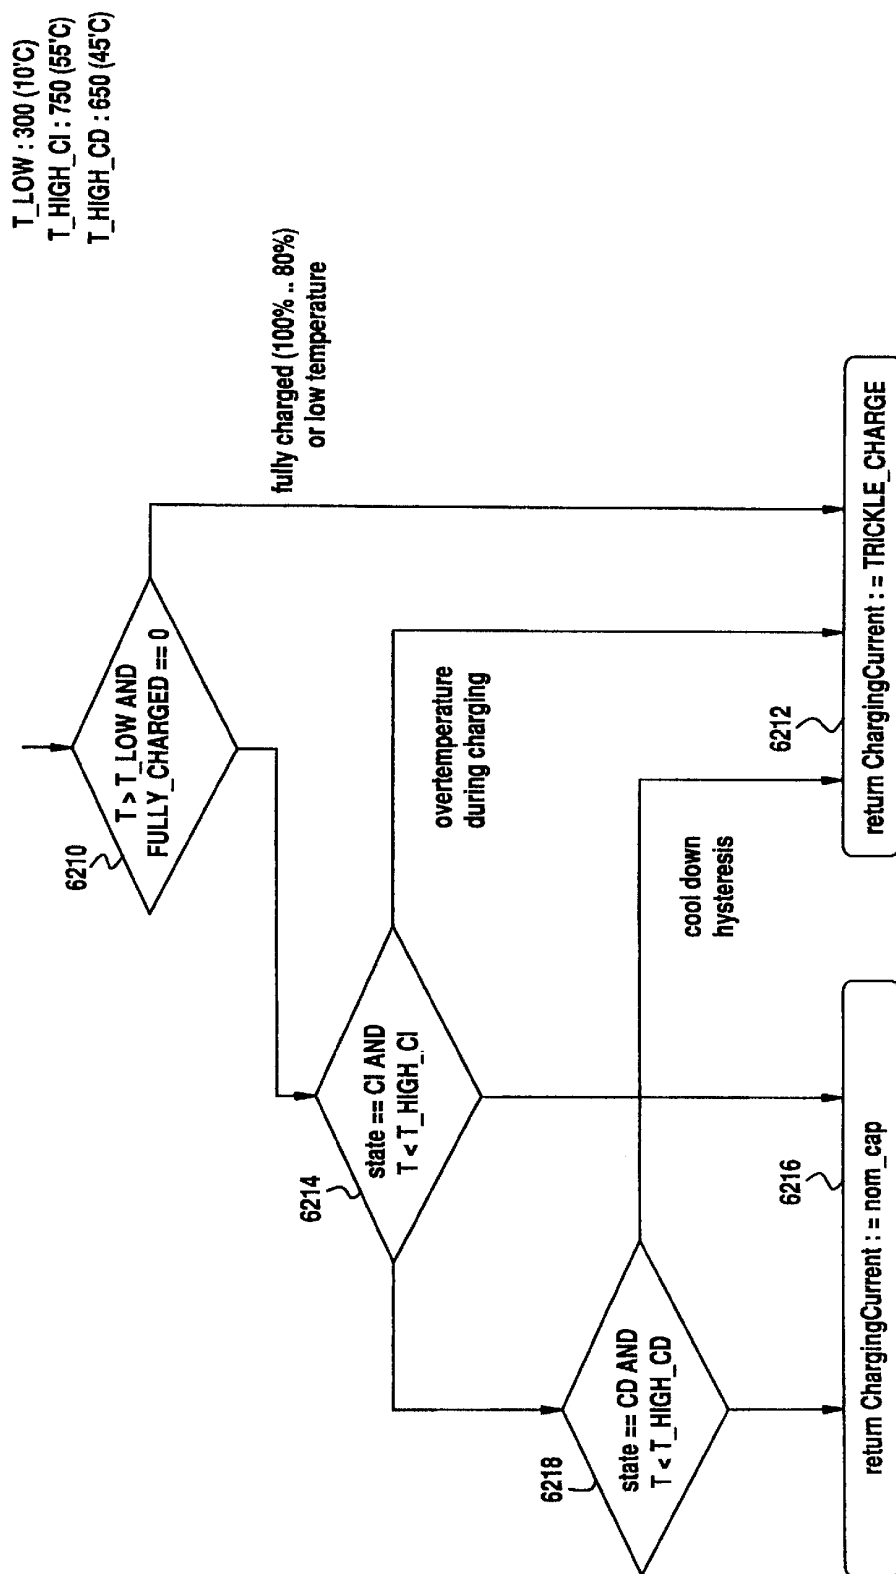 T_LOW : 300 (10'C)
T_HIGH_CI : 750 (55'C)
T_HIGH_CD : 650 (45'C)
6210
T > T_LOW AND
FULLY_CHARGED == 0
fully charged (100% .. 80%)
or low temperature
6214
state == CI AND
T < T_HIGH_CI
overtemperature
during charging
6218
state == CD AND
T < T_HIGH_CD
cool down
hysteresis
6216
return ChargingCurrent : = nom_cap
6212
return ChargingCurrent : = TRICKLE_CHARGE